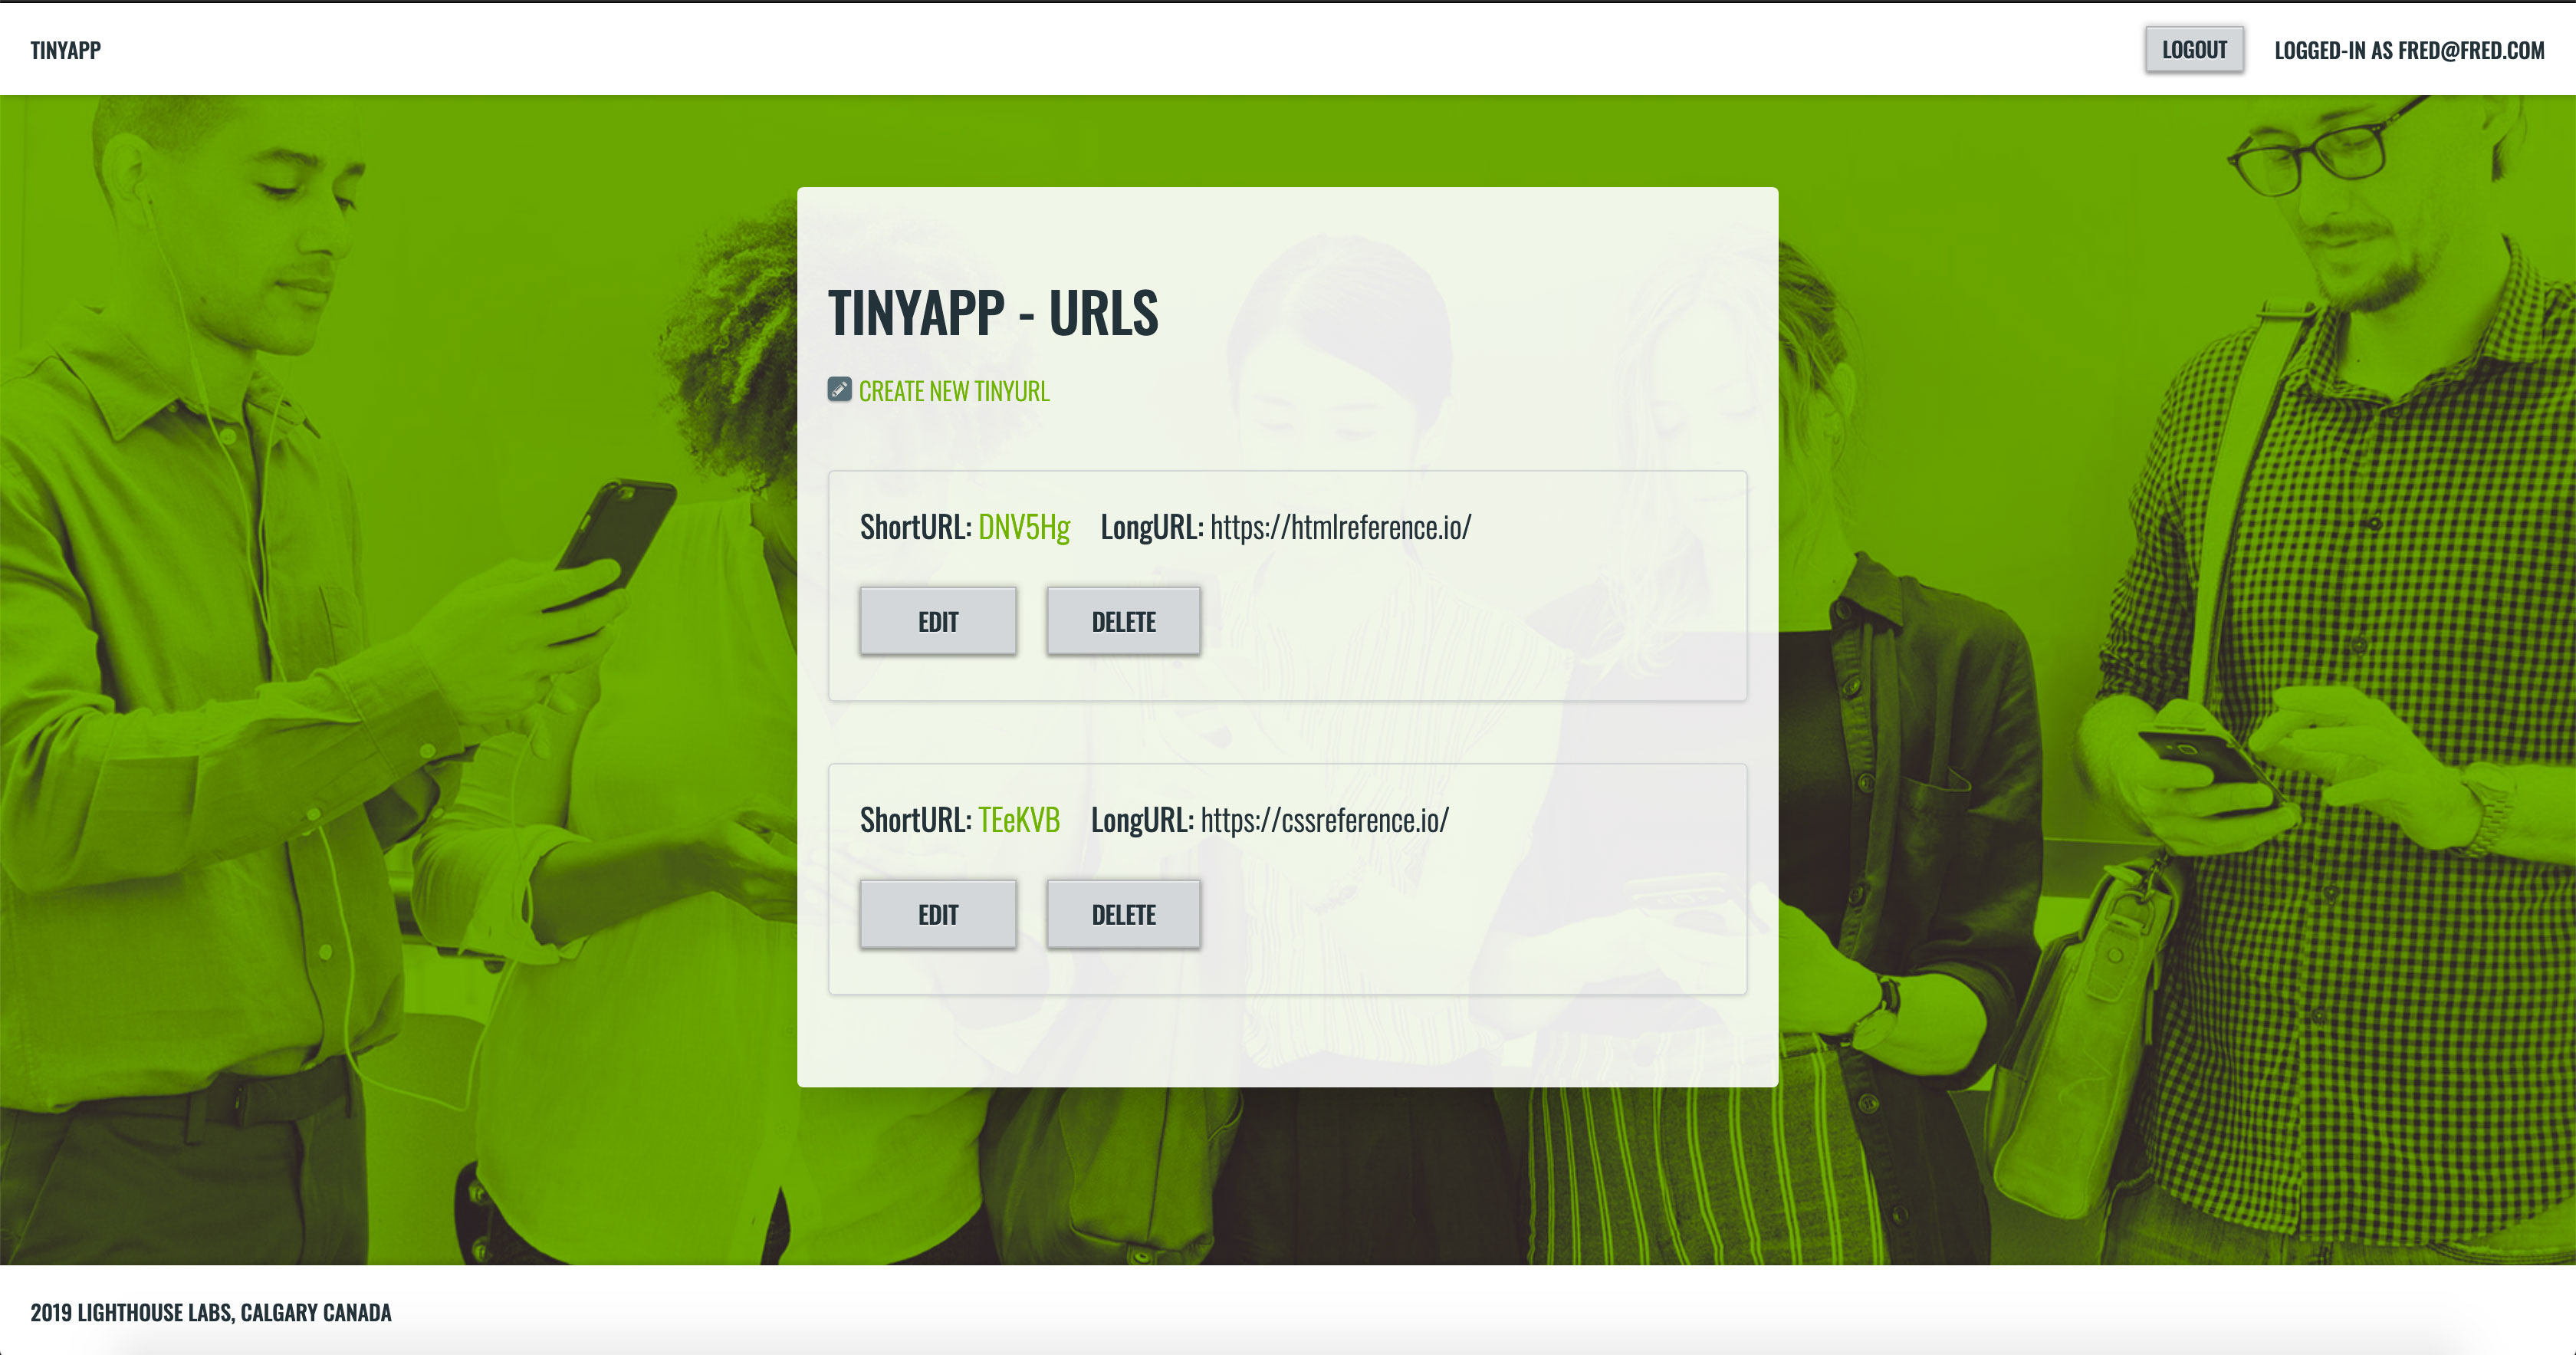 TINYAPP
LOGOUT LOGGED-IN AS FRED@FRED.COM
TINYAPP - URLS
CREATE NEW TINYURL
ShortURL: DNV5Hg LongURL: https://htmlreference.io/
EDIT DELETE
ShortURL: TEeKVB LongURL: https://cssreference.io/
EDIT DELETE
2019 LIGHTHOUSE LABS, CALGARY CANADA